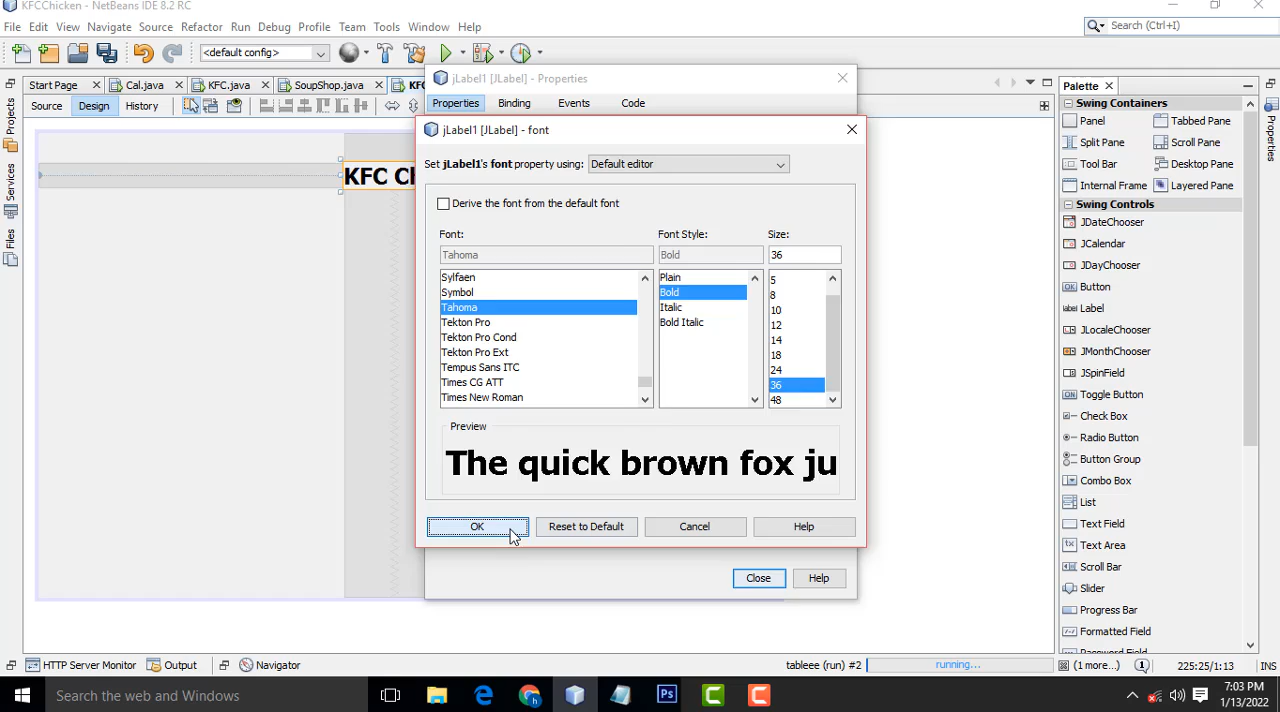 KFCChicken - NetBeans IDE 8.2 RC
File Edit View Navigate Source Refactor Run Debug Profile Team Tools Window Help
Search (Ctrl+I)
<default config>
Start Page Cal.java KFC.java SoupShop.java KFC
Source Design History
Projects
Services
Files
KFC Ch
jLabel1 [JLabel] - Properties
Properties Binding Events Code
jLabel1 [JLabel] - font
Set jLabel1's font property using: Default editor
Derive the font from the default font
Font: Font Style: Size:
Tahoma Bold 36
Sylfaen Plain 5
Symbol Bold 8
Tahoma Italic 10
Tekton Pro Bold Italic 12
Tekton Pro Cond 14
Tekton Pro Ext 18
Tempus Sans ITC 24
Times CG ATT 36
Times New Roman 48
Preview
The quick brown fox ju
OK Reset to Default Cancel Help
Close Help
Palette
Swing Containers
Panel Tabbed Pane
Split Pane Scroll Pane
Tool Bar Desktop Pane
Internal Frame Layered Pane
Swing Controls
JDateChooser
JCalendar
JDayChooser
Button
Label
JLocaleChooser
JMonthChooser
JSpinField
Toggle Button
Check Box
Radio Button
Button Group
Combo Box
List
Text Field
Text Area
Scroll Bar
Slider
Progress Bar
Formatted Field
Password Field
Properties
HTTP Server Monitor Output Navigator tableee (run) #2 running... (1 more...) 1 225:25/1:13 INS
Search the web and Windows
7:03 PM
1/13/2022